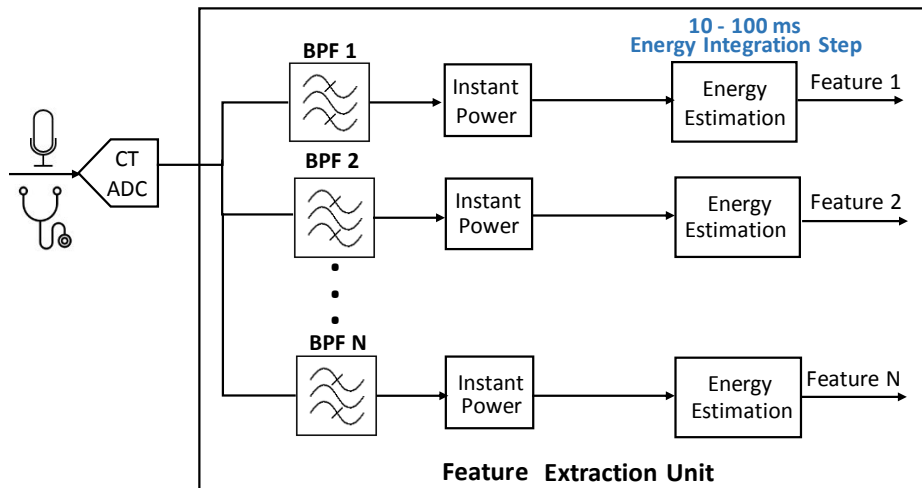 10 - 100 ms
Energy Integration Step
BPF 1
Instant
Power
Energy
Estimation
Feature 1
CT
ADC
BPF 2
Instant
Power
Energy
Estimation
Feature 2
BPF N
Instant
Power
Energy
Estimation
Feature N
Feature Extraction Unit